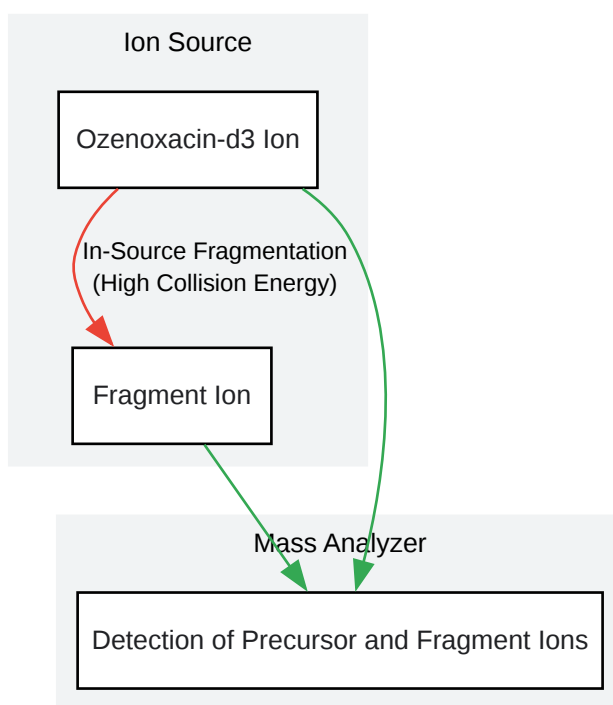 Ion Source
Ozenoxacin-d3 Ion
In-Source Fragmentation
(High Collision Energy)
Fragment Ion
Mass Analyzer
Detection of Precursor and Fragment Ions